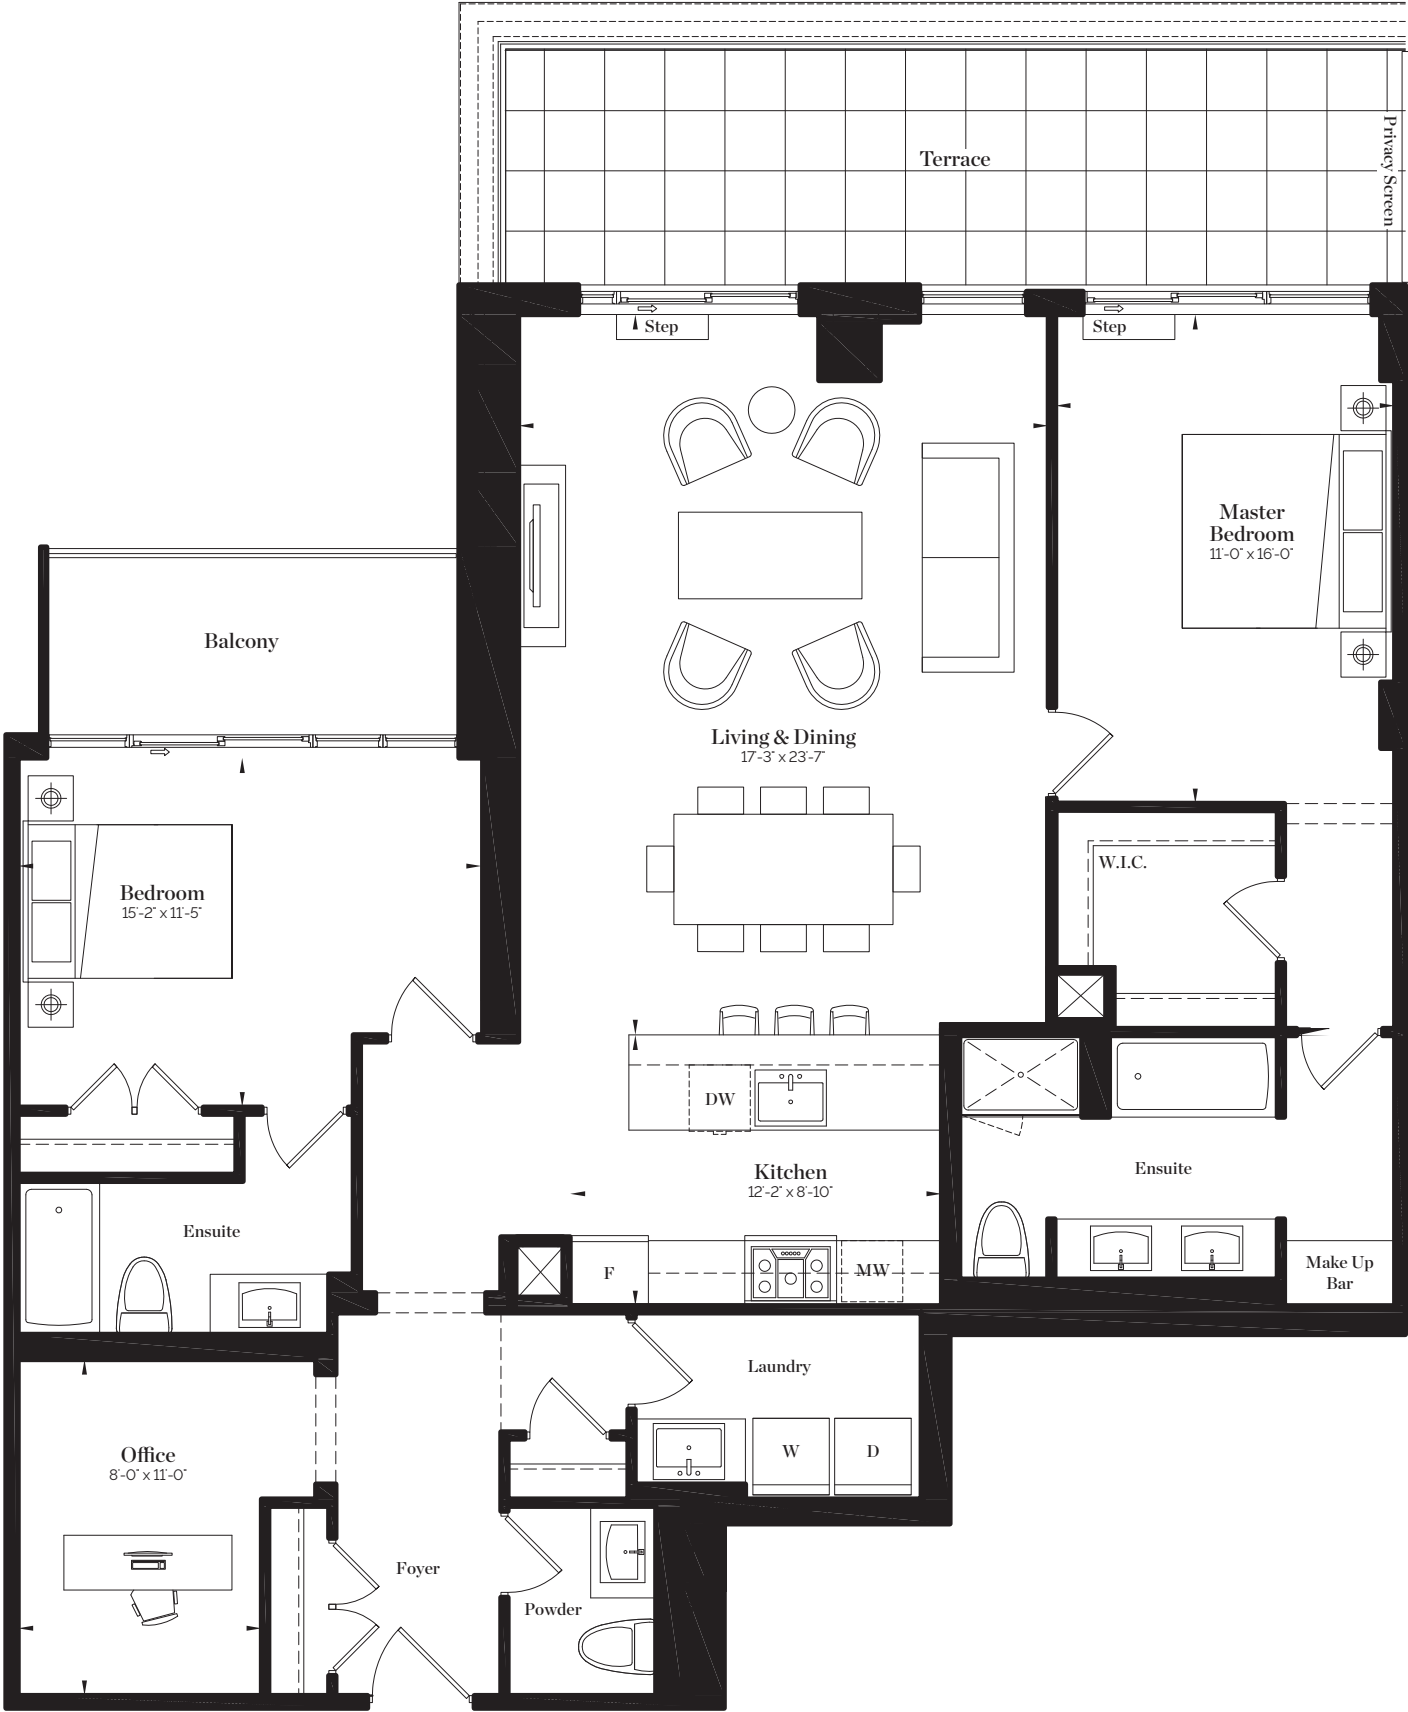 Terrace
Privacy Screen
Step
Step
Master
Bedroom
11'-0" x 16'-0"
Balcony
Living & Dining
17'-3" x 23'-7"
W.I.C.
Bedroom
15'-2" x 11'-5"
DW
Kitchen
12'-2" x 8'-10"
Ensuite
Ensuite
F
MW
Make Up
Bar
Laundry
Office
8'-0" x 11'-0"
W
D
Foyer
Powder